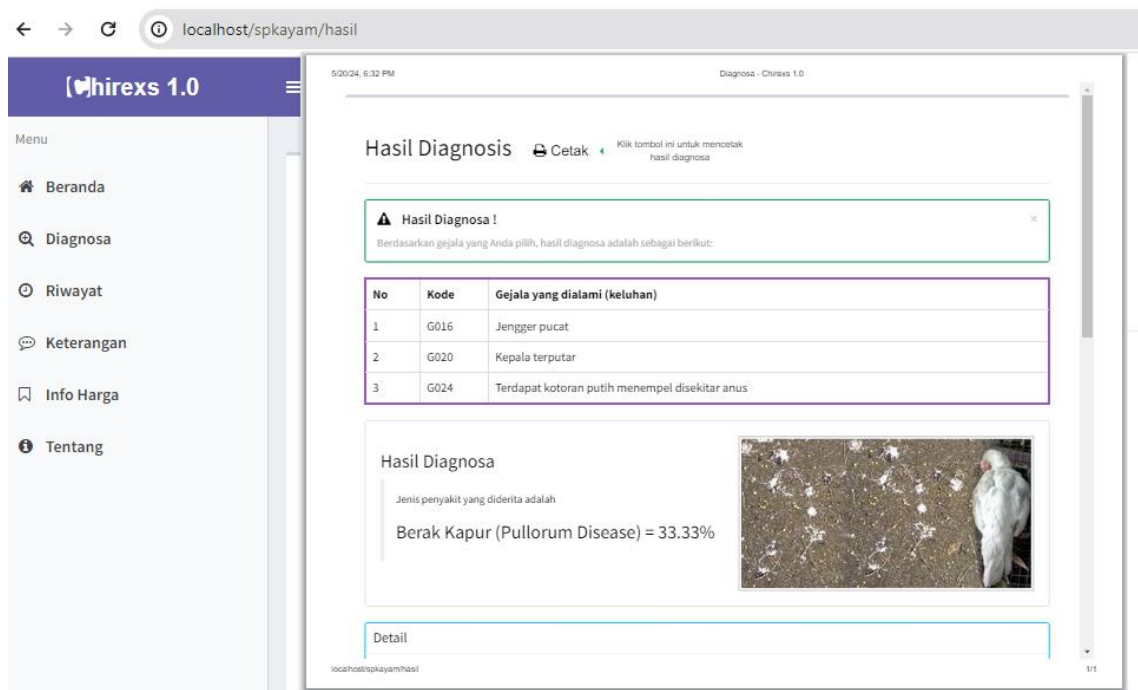 localhost/spkayam/hasil
Chirexs 1.0
Menu
Beranda
Diagnosa
Riwayat
Keterangan
Info Harga
Tentang
5/20/24, 6:32 PM
Diagnosa - Chirexs 1.0
Hasil Diagnosis
Cetak
Klik tombol ini untuk mencetak
hasil diagnosa
Hasil Diagnosa !
×
Berdasarkan gejala yang Anda pilih, hasil diagnosa adalah sebagai berikut:
No Kode Gejala yang dialami (keluhan)
1 G016 Jengger pucat
2 G020 Kepala terputar
3 G024 Terdapat kotoran putih menempel disekitar anus
Hasil Diagnosa
Jenis penyakit yang diderita adalah
Berak Kapur (Pullorum Disease) = 33.33%
Detail
localhost/spkayam/hasil
1/1